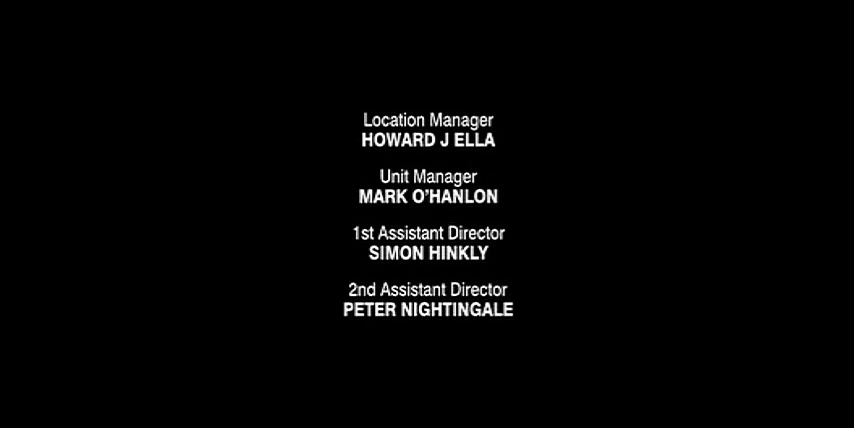 Location Manager
HOWARD J ELLA
Unit Manager
MARK O'HANLON
1st Assistant Director
SIMON HINKLY
2nd Assistant Director
PETER NIGHTINGALE